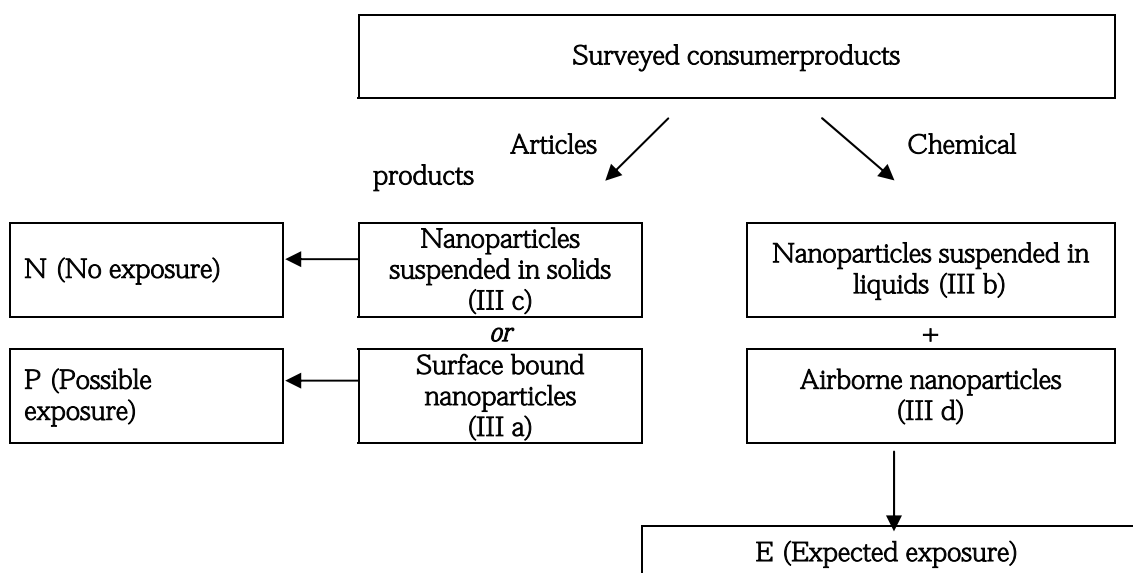 Surveyed consumerproducts
Articles
Chemical
products
N (No exposure)
Nanoparticles
suspended in solids
(III c)
Nanoparticles suspended in
liquids (III b)
or
+
P (Possible
exposure)
Surface bound
nanoparticles
(III a)
Airborne nanoparticles
(III d)
E (Expected exposure)